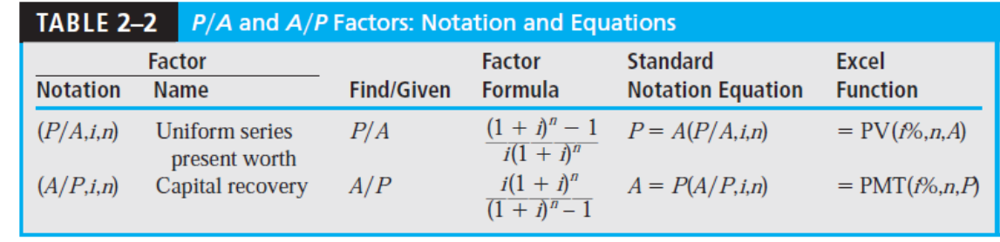 TABLE 2–2 P/A and A/P Factors: Notation and Equations
Factor Factor Standard Excel
Notation Name Find/Given Formula Notation Equation Function
(P/A,i,n) Uniform series present worth P/A (1 + i)ⁿ – 1 / i(1 + i)ⁿ P = A(P/A,i,n) = PV(i%,n,A)
(A/P,i,n) Capital recovery A/P i(1 + i)ⁿ / (1 + i)ⁿ – 1 A = P(A/P,i,n) = PMT(i%,n,P)